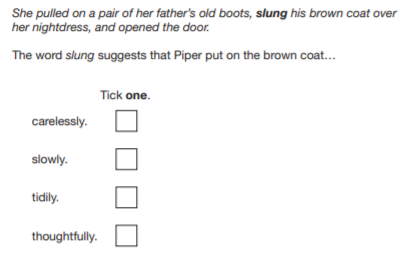 She pulled on a pair of her father's old boots, slung his brown coat over
her nightdress, and opened the door.
The word slung suggests that Piper put on the brown coat…
Tick one.
carelessly.
slowly.
tidily.
thoughtfully.